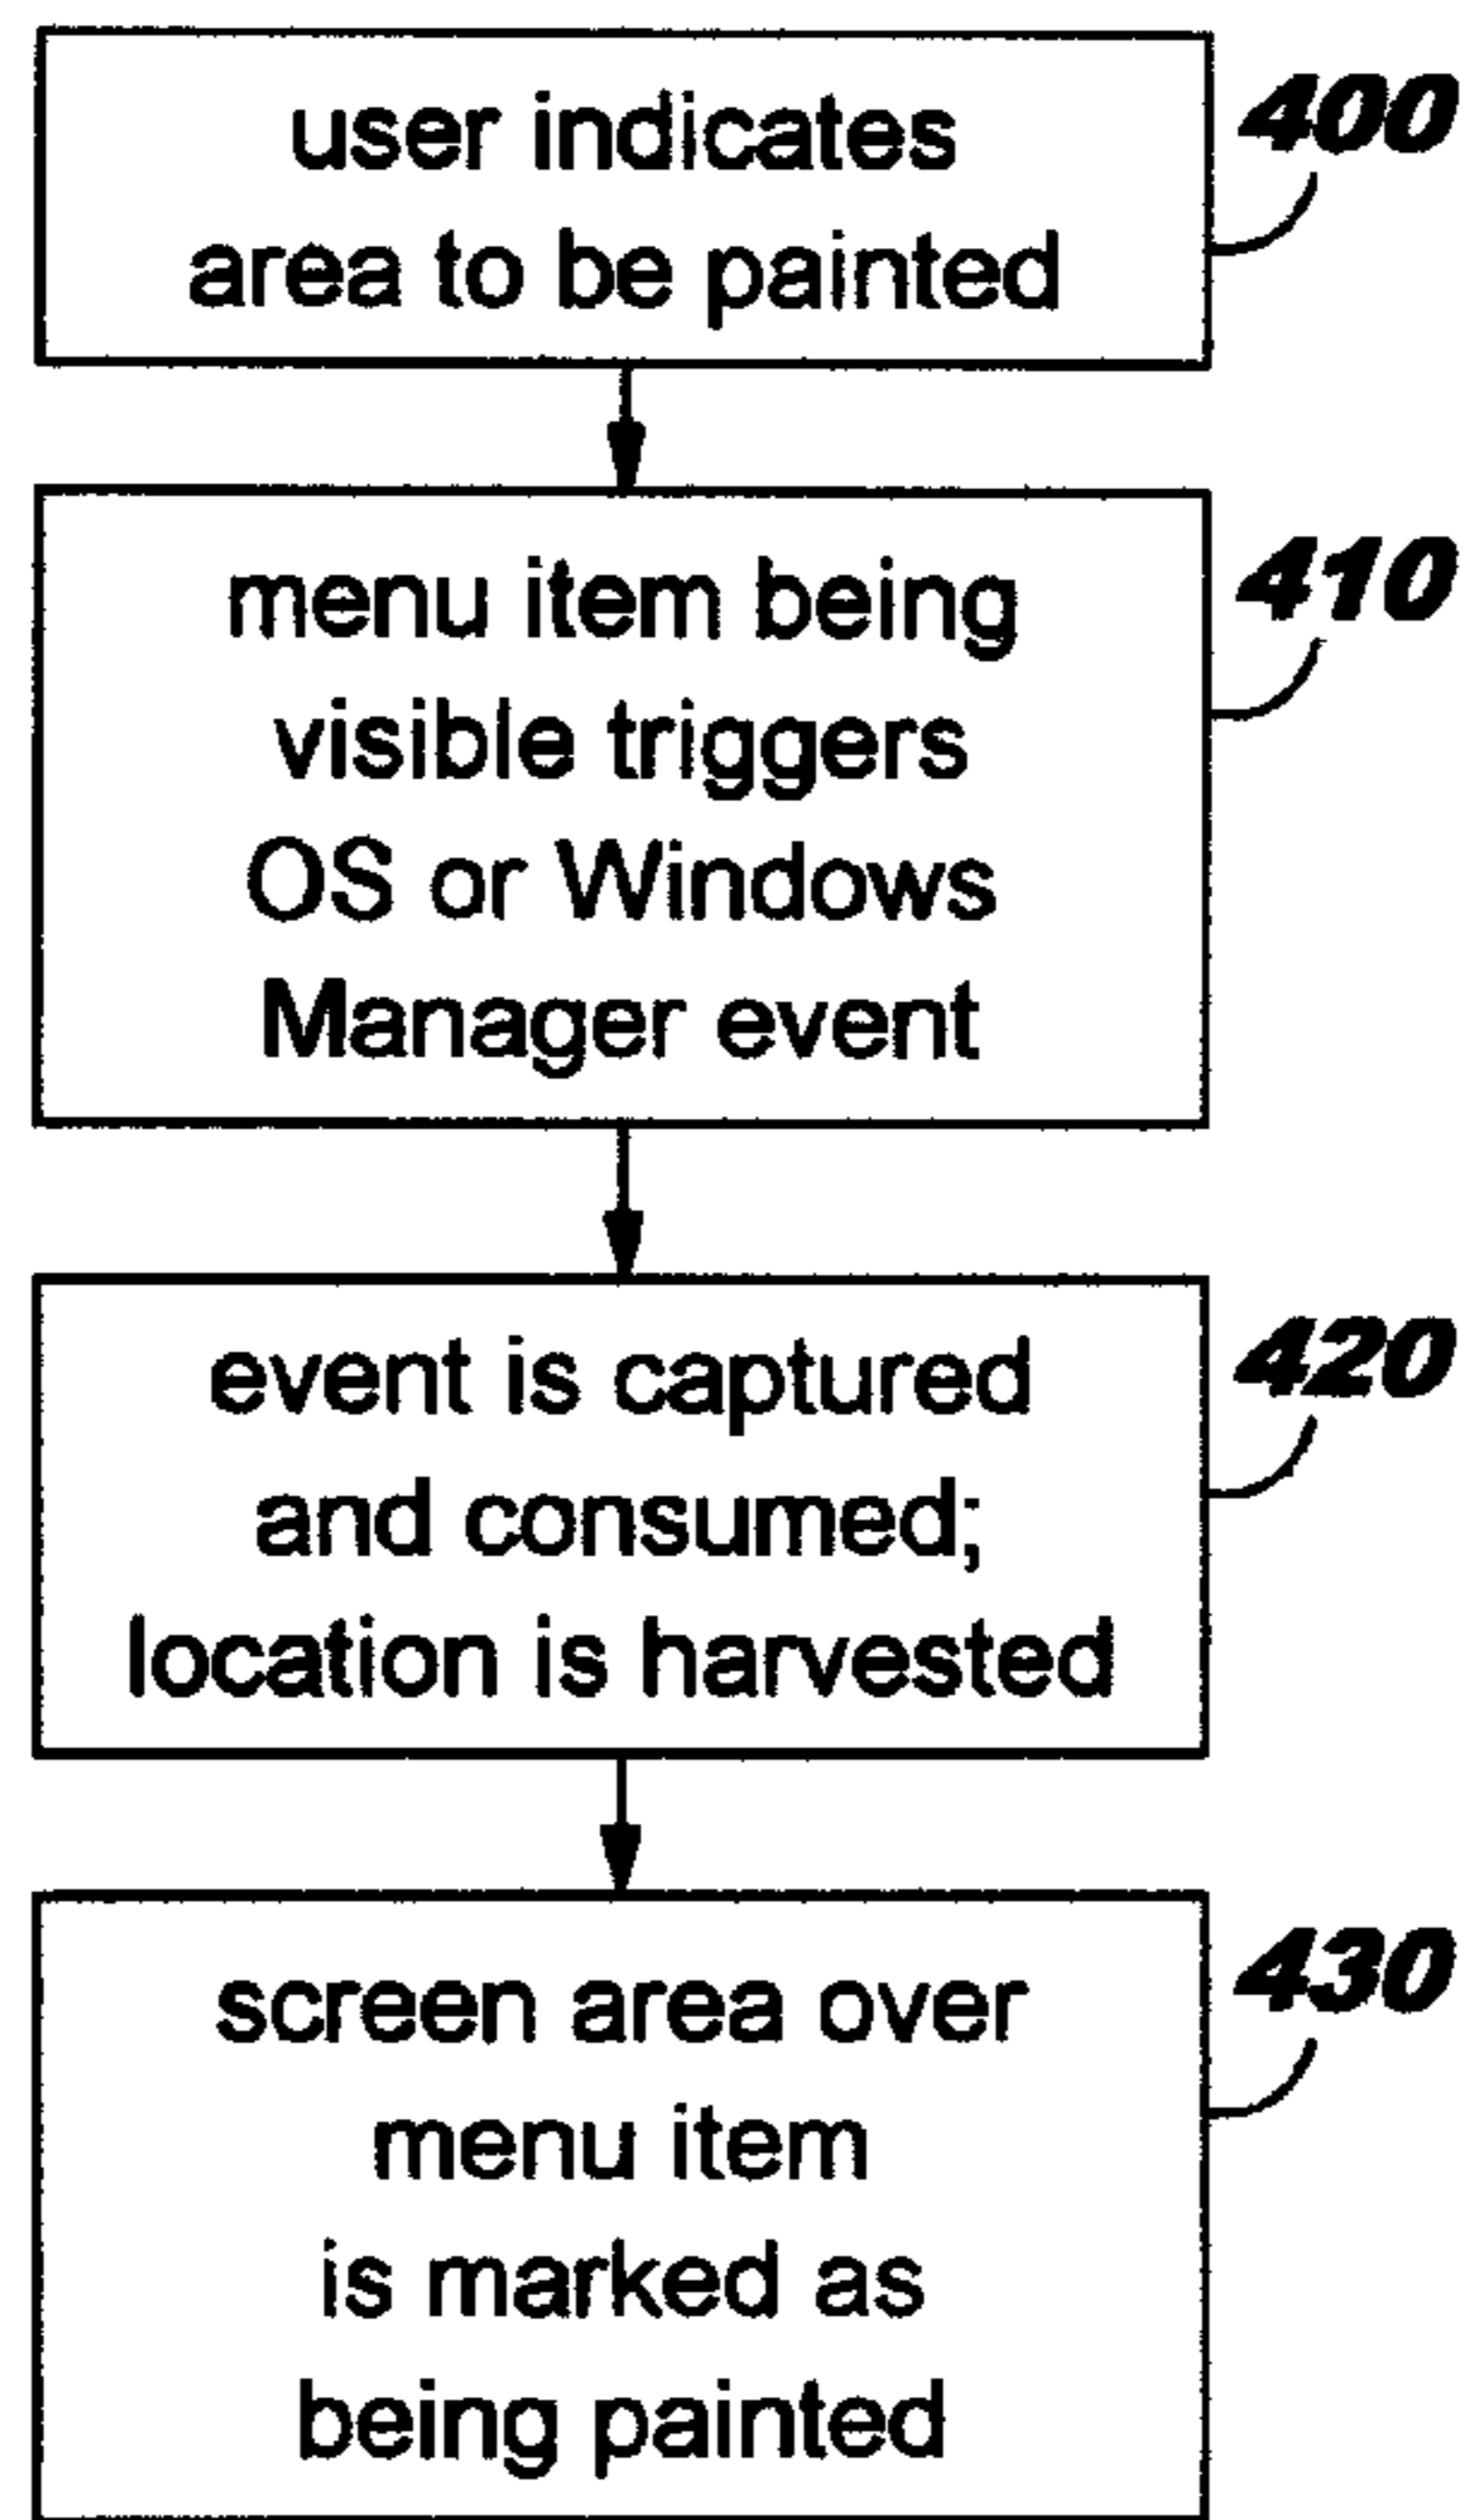 user indicates
area to be painted
400
menu item being
visible triggers
OS or Windows
Manager event
410
event is captured
and consumed;
location is harvested
420
screen area over
menu item
is marked as
being painted
430